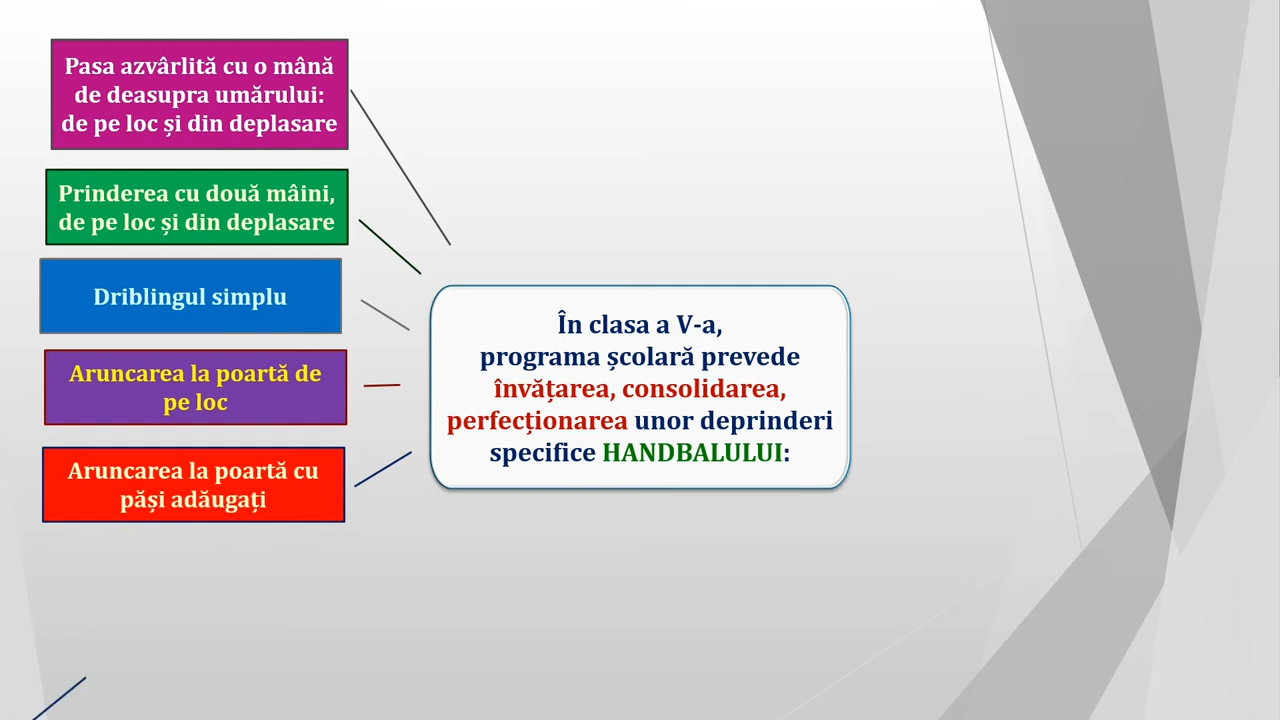 Pasa azvârlită cu o mână
de deasupra umărului:
de pe loc și din deplasare
Prinderea cu două mâini,
de pe loc și din deplasare
Driblingul simplu
Aruncarea la poartă de
pe loc
Aruncarea la poartă cu
păși adăugați
În clasa a V-a,
programa școlară prevede
învățarea, consolidarea,
perfecționarea unor deprinderi
specifice HANDBALULUI: